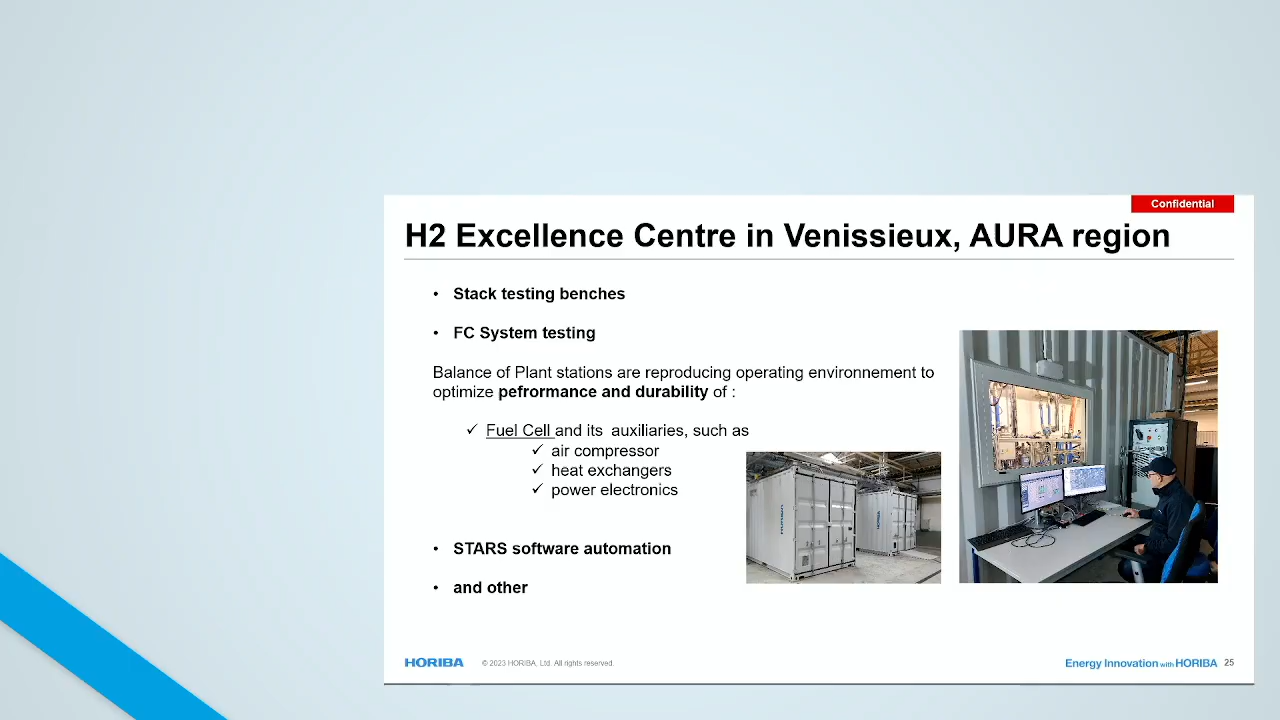 Confidential
H2 Excellence Centre in Venissieux, AURA region
• Stack testing benches
• FC System testing
Balance of Plant stations are reproducing operating environnement to
optimize pefrormance and durability of :
✓ Fuel Cell and its auxiliaries, such as
✓ air compressor
✓ heat exchangers
✓ power electronics
• STARS software automation
• and other
HORIBA
HORIBA
HORIBA © 2023 HORIBA, Ltd. All rights reserved.
Energy Innovation with HORIBA 25